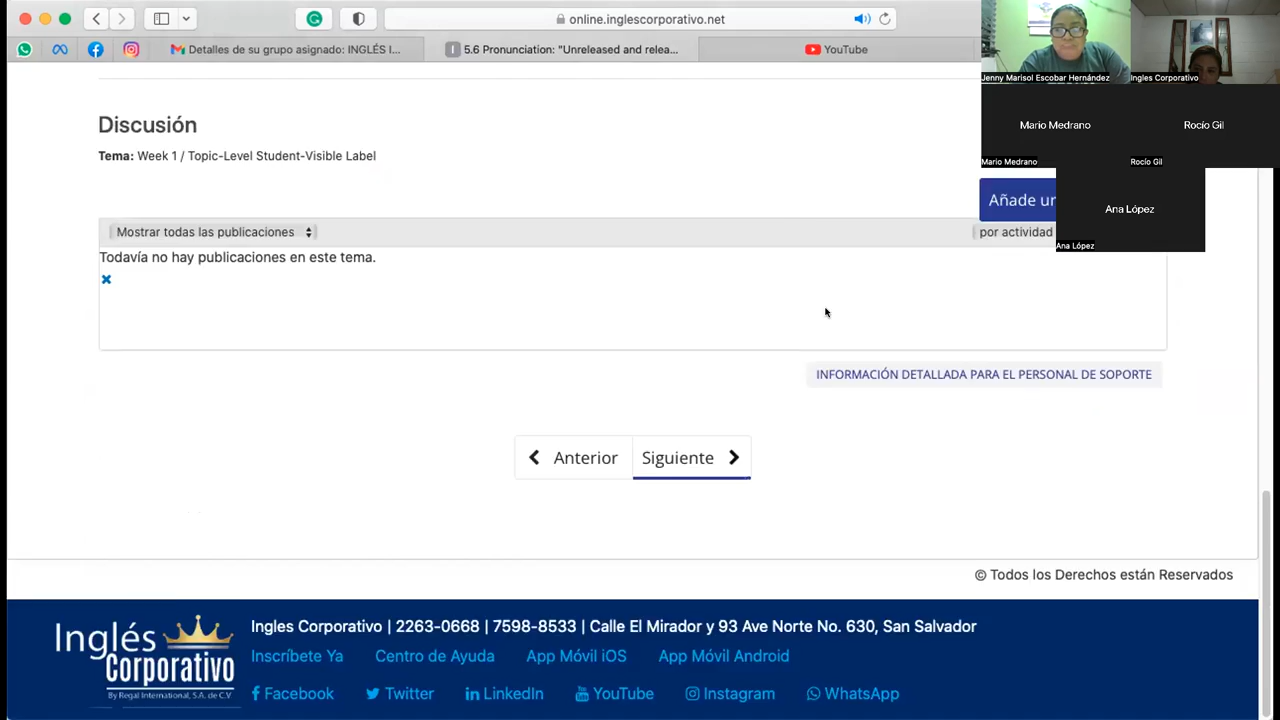 online.inglescorporativo.net
Detalles de su grupo asignado: INGLÉS I...
5.6 Pronunciation: "Unreleased and relea...
YouTube
Jenny Marisol Escobar Hernández
Ingles Corporativo
Mario Medrano
Rocío Gil
Mario Medrano
Rocío Gil
Ana López
Ana López
Discusión
Tema: Week 1 / Topic-Level Student-Visible Label
Añade un
Mostrar todas las publicaciones
por actividad
Todavía no hay publicaciones en este tema.
INFORMACIÓN DETALLADA PARA EL PERSONAL DE SOPORTE
Anterior
Siguiente
© Todos los Derechos están Reservados
Inglés
Corporativo
By Regal International, S.A. de C.V
Ingles Corporativo | 2263-0668 | 7598-8533 | Calle El Mirador y 93 Ave Norte No. 630, San Salvador
Inscríbete Ya
Centro de Ayuda
App Móvil iOS
App Móvil Android
Facebook
Twitter
LinkedIn
YouTube
Instagram
WhatsApp